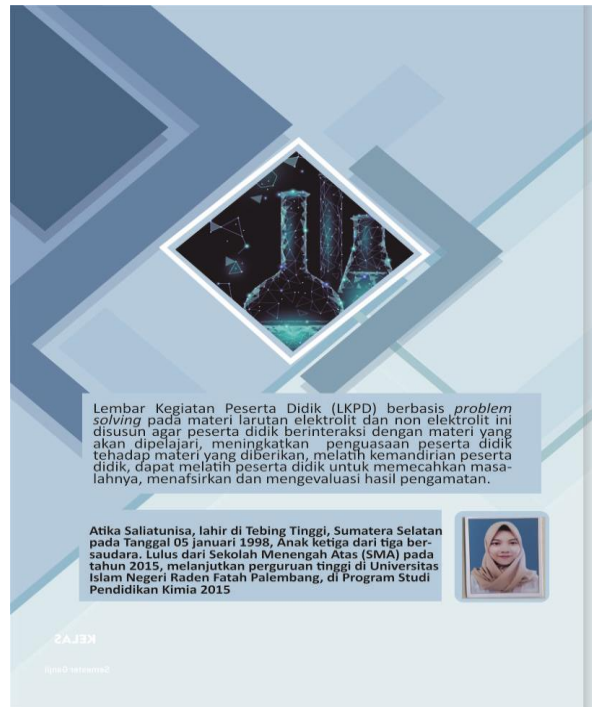 Lembar Kegiatan Peserta Didik (LKPD) berbasis problem
solving pada materi larutan elektrolit dan non elektrolit ini
disusun agar peserta didik berinteraksi dengan materi yang
akan dipelajari, meningkatkan penguasaan peserta didik
tehadap materi yang diberikan, melatih kemandirian peserta
didik, dapat melatih peserta didik untuk memecahkan masa-
lahnya, menafsirkan dan mengevaluasi hasil pengamatan.
Atika Saliatunisa, lahir di Tebing Tinggi, Sumatera Selatan
pada Tanggal 05 januari 1998, Anak ketiga dari tiga ber-
saudara. Lulus dari Sekolah Menengah Atas (SMA) pada
tahun 2015, melanjutkan perguruan tinggi di Universitas
Islam Negeri Raden Fatah Palembang, di Program Studi
Pendidikan Kimia 2015
KELAS